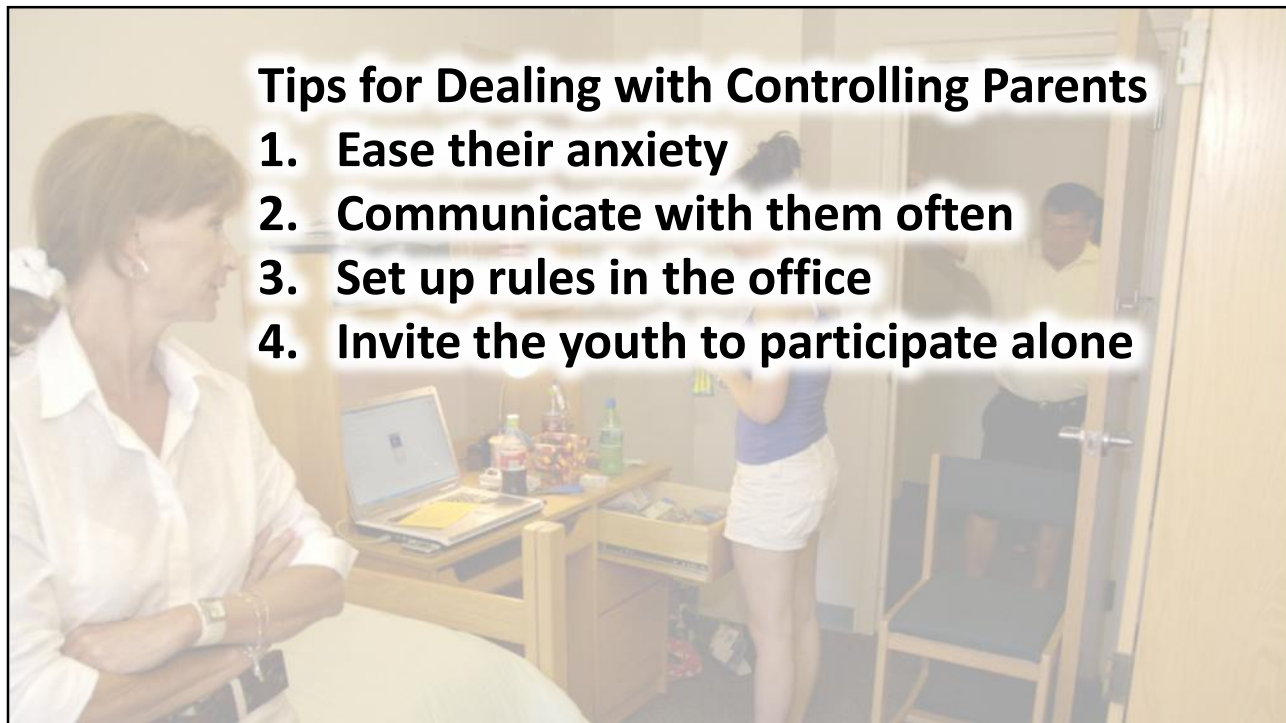 Tips for Dealing with Controlling Parents
1. Ease their anxiety
2. Communicate with them often
3. Set up rules in the office
4. Invite the youth to participate alone